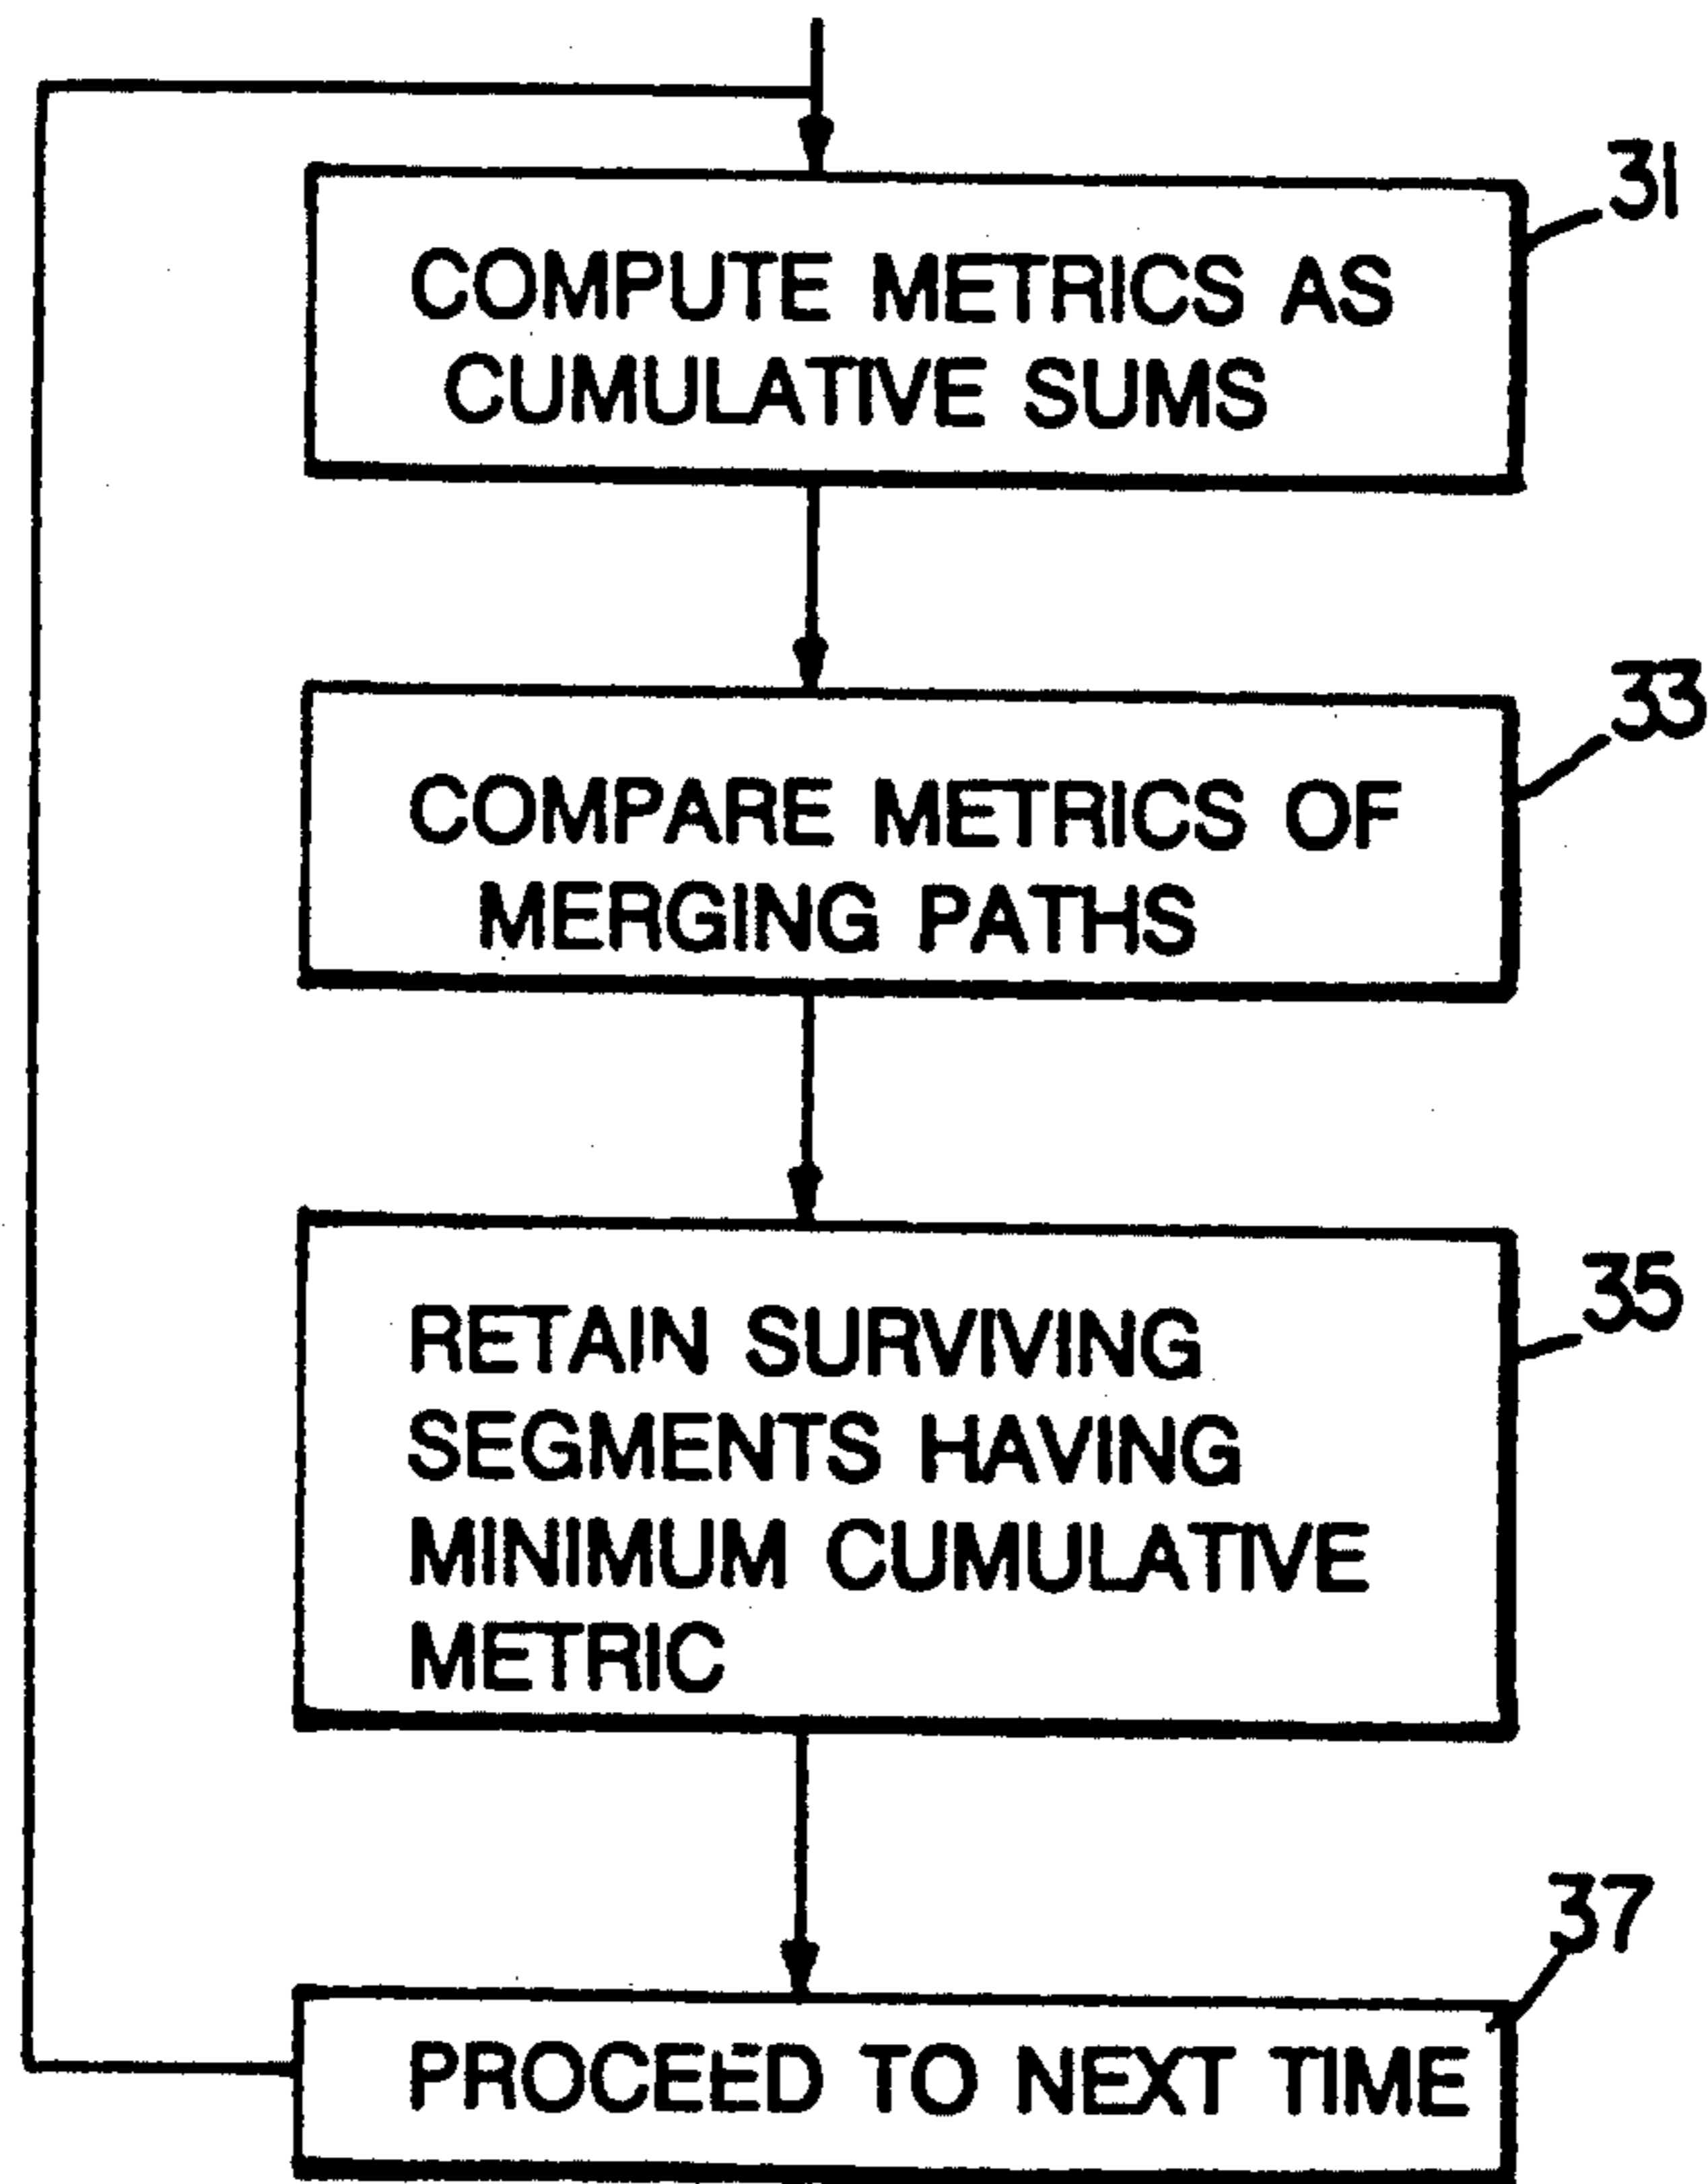 31
COMPUTE METRICS AS
CUMULATIVE SUMS
33
COMPARE METRICS OF
MERGING PATHS
35
RETAIN SURVIVING
SEGMENTS HAVING
MINIMUM CUMULATIVE
METRIC
37
PROCEED TO NEXT TIME